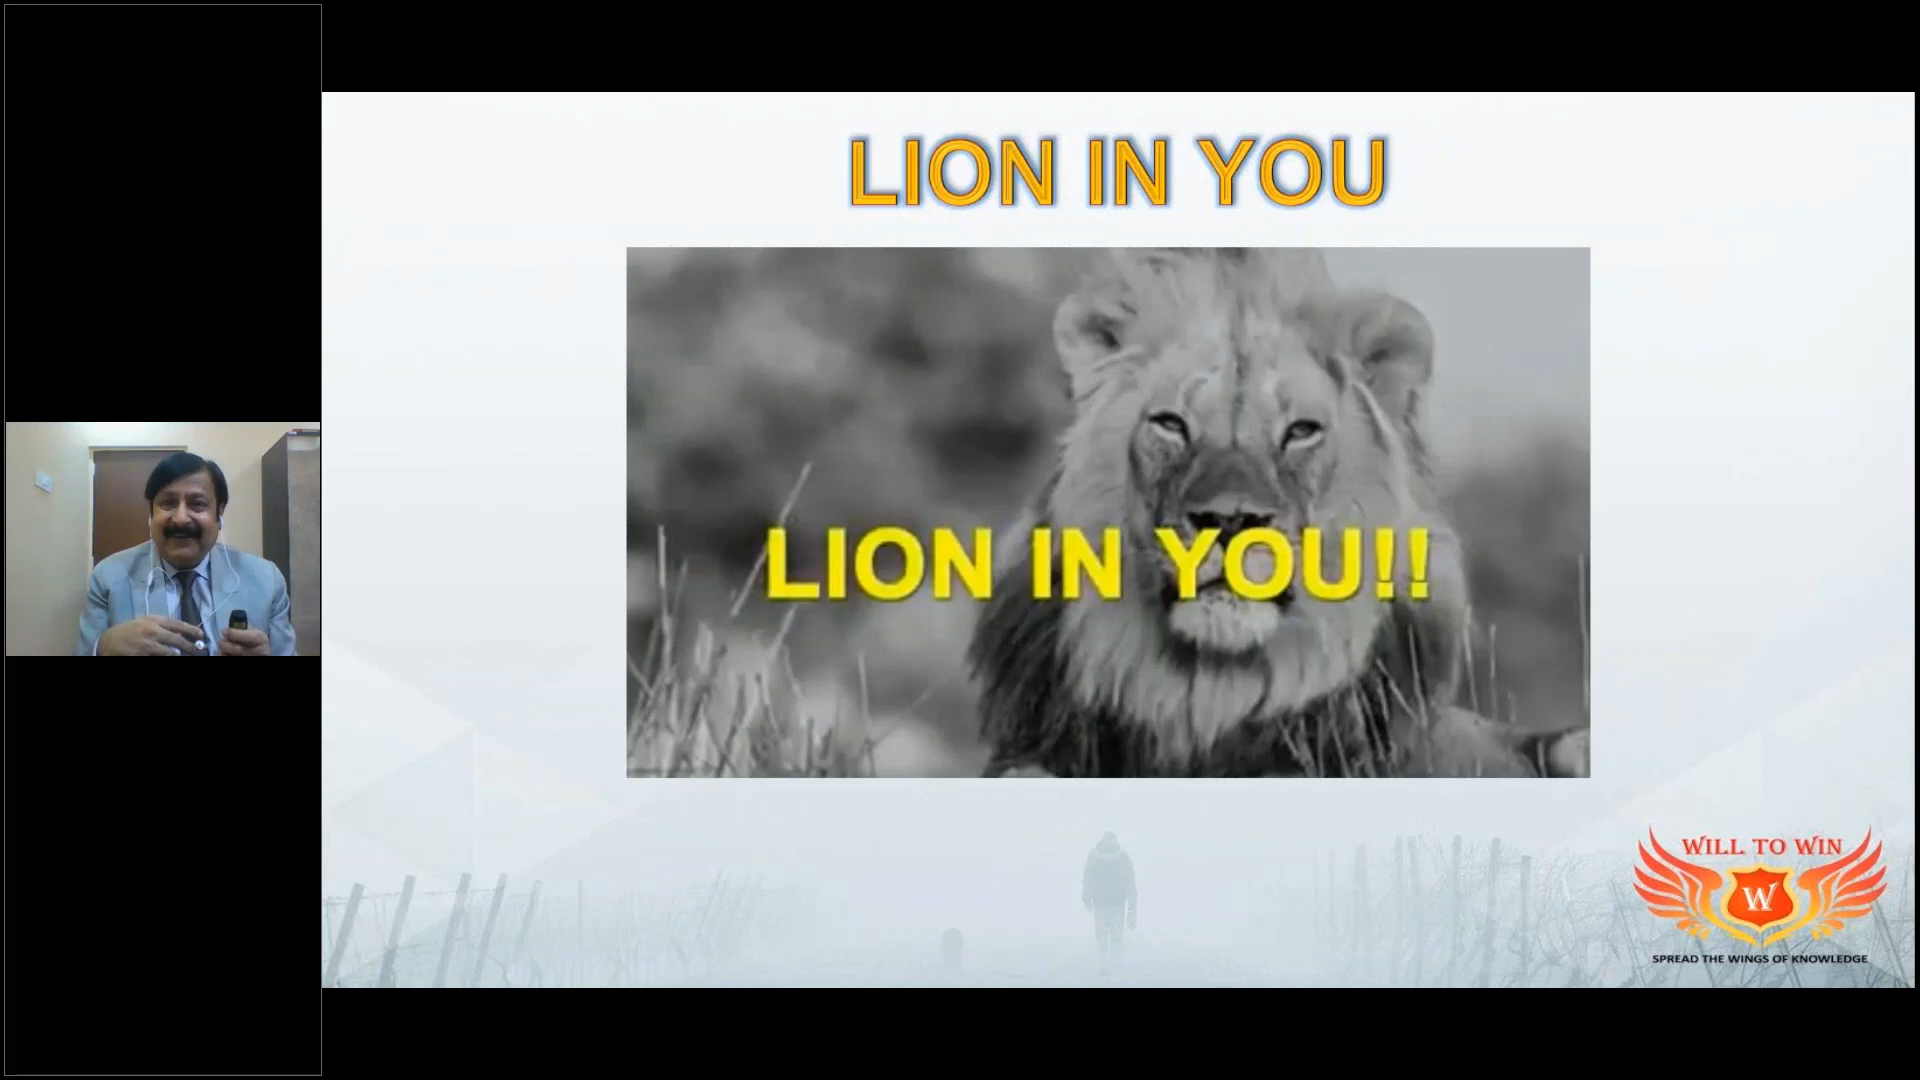 LION IN YOU
LION IN YOU!!
WILL TO WIN
W
SPREAD THE WINGS OF KNOWLEDGE